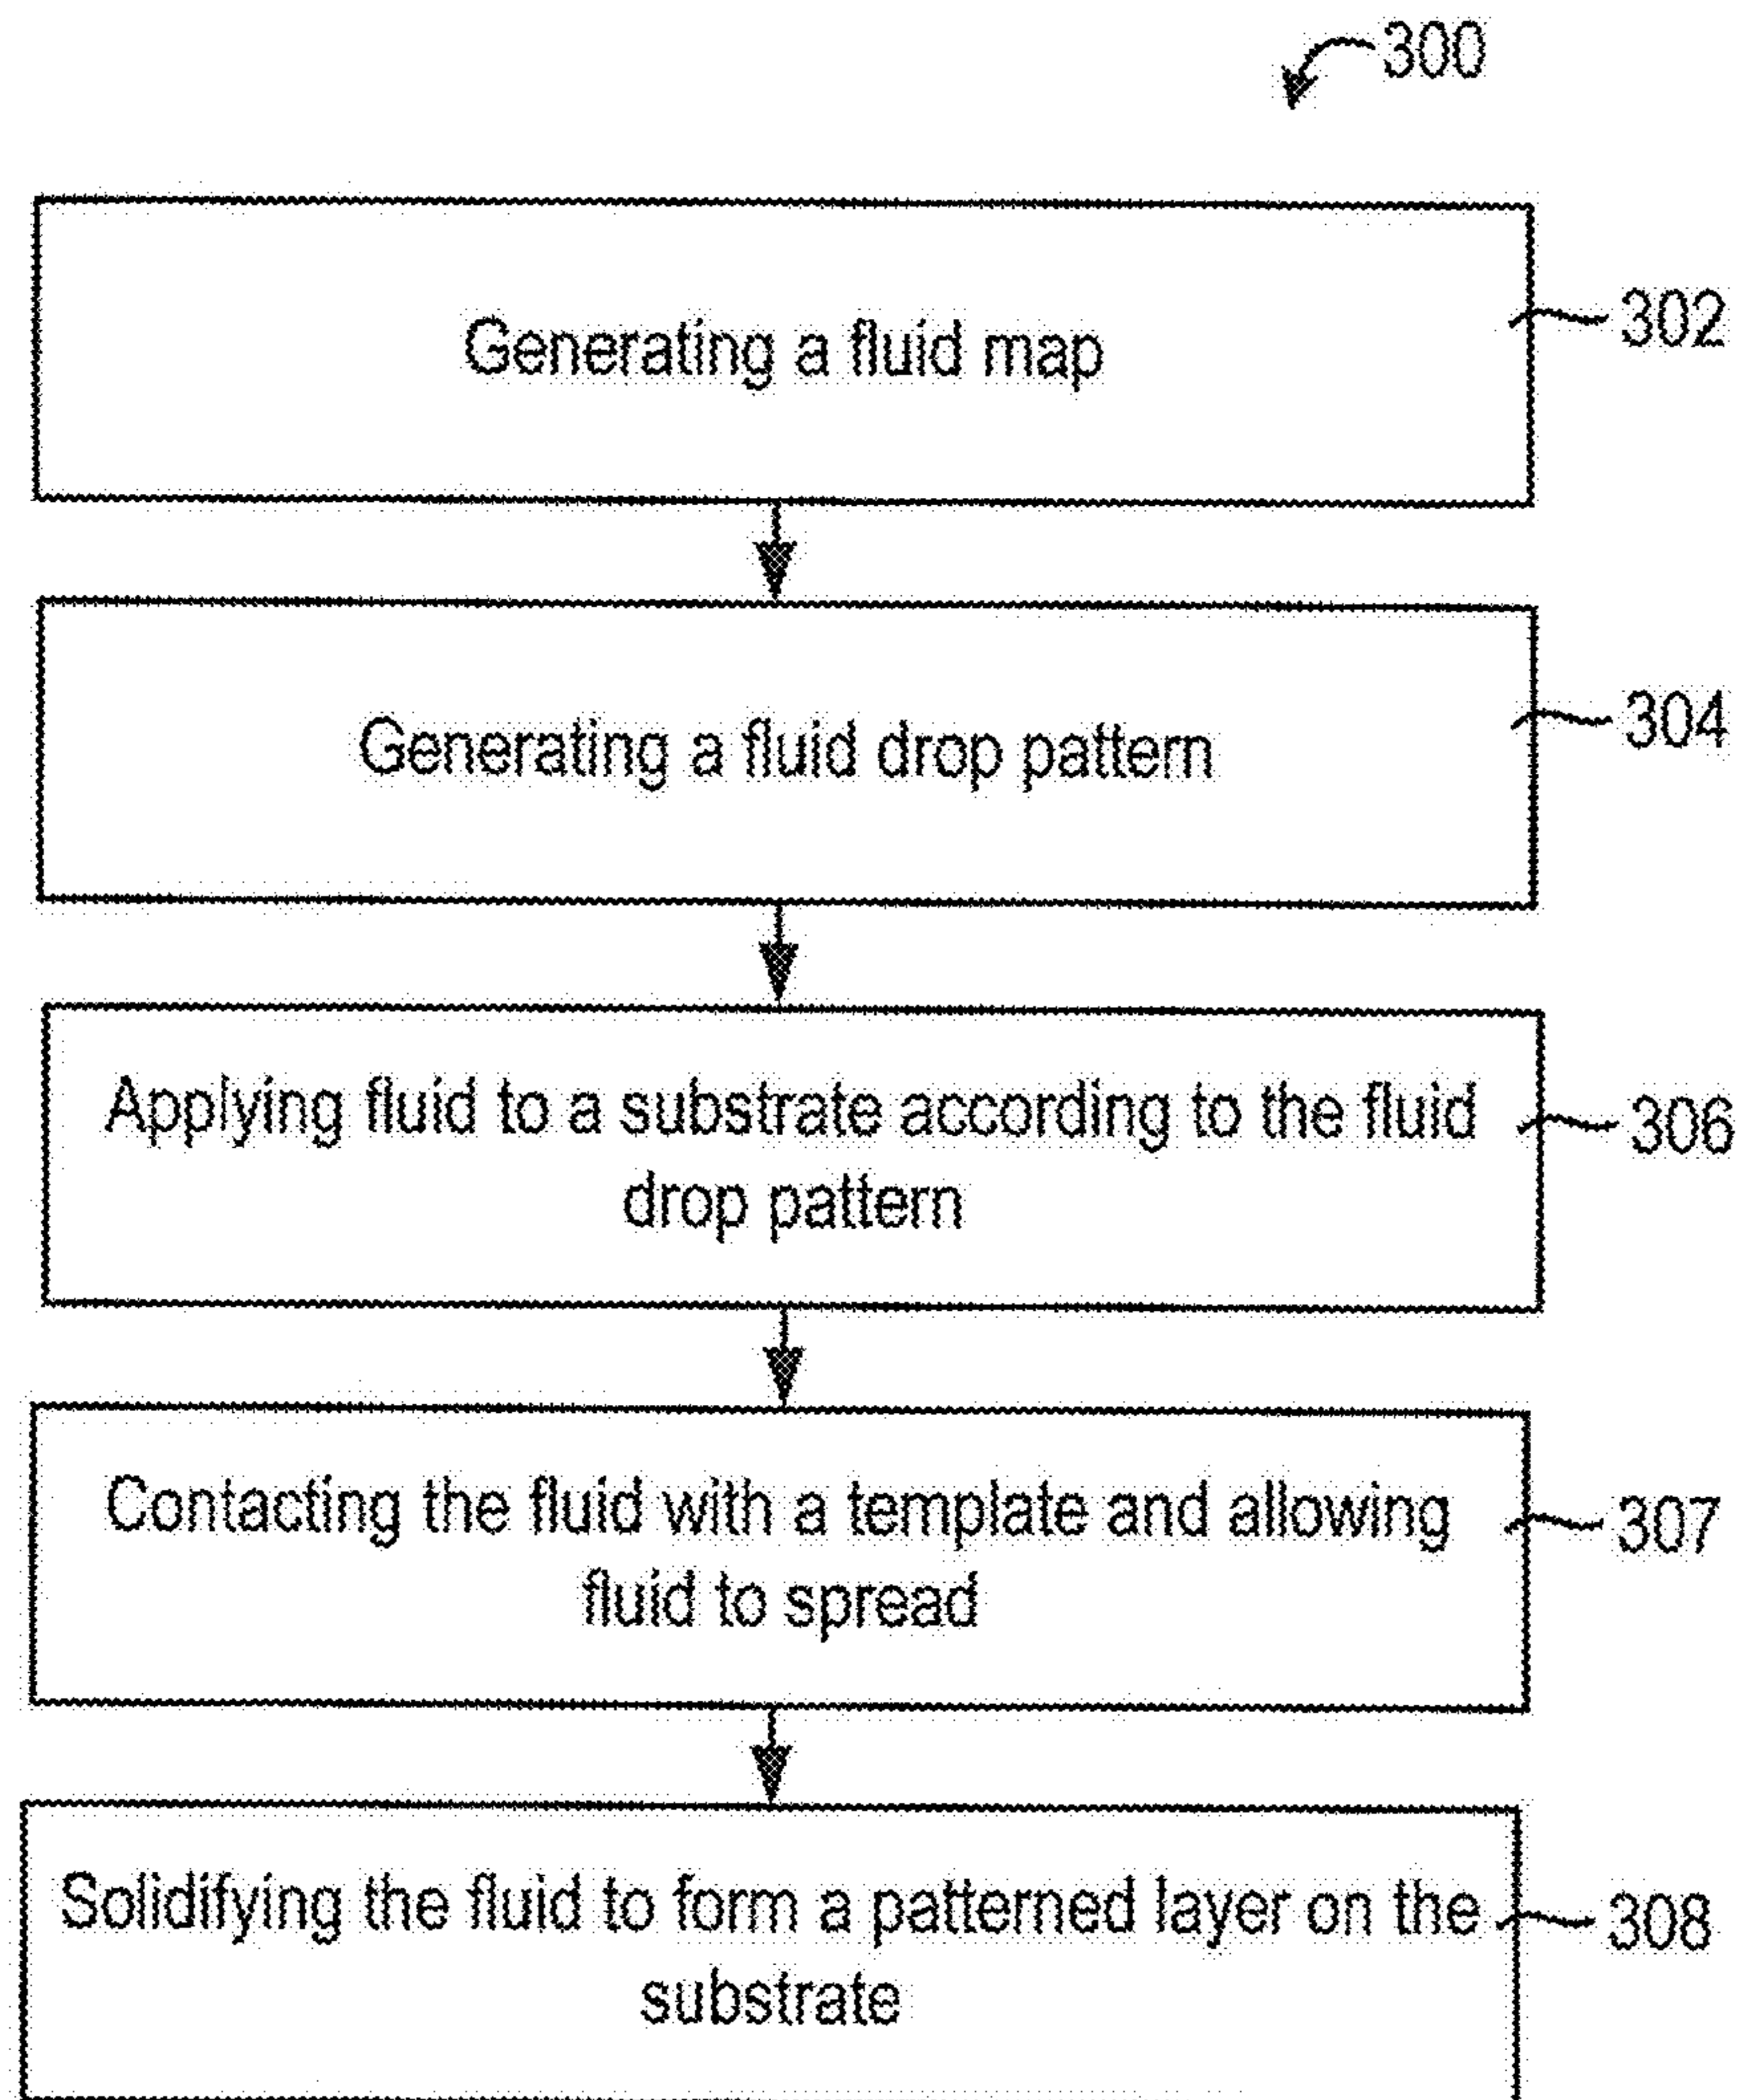 300
Generating a fluid map
302
Generating a fluid drop pattern
304
Applying fluid to a substrate according to the fluid
drop pattern
306
Contacting the fluid with a template and allowing
fluid to spread
307
Solidifying the fluid to form a patterned layer on the
substrate
308